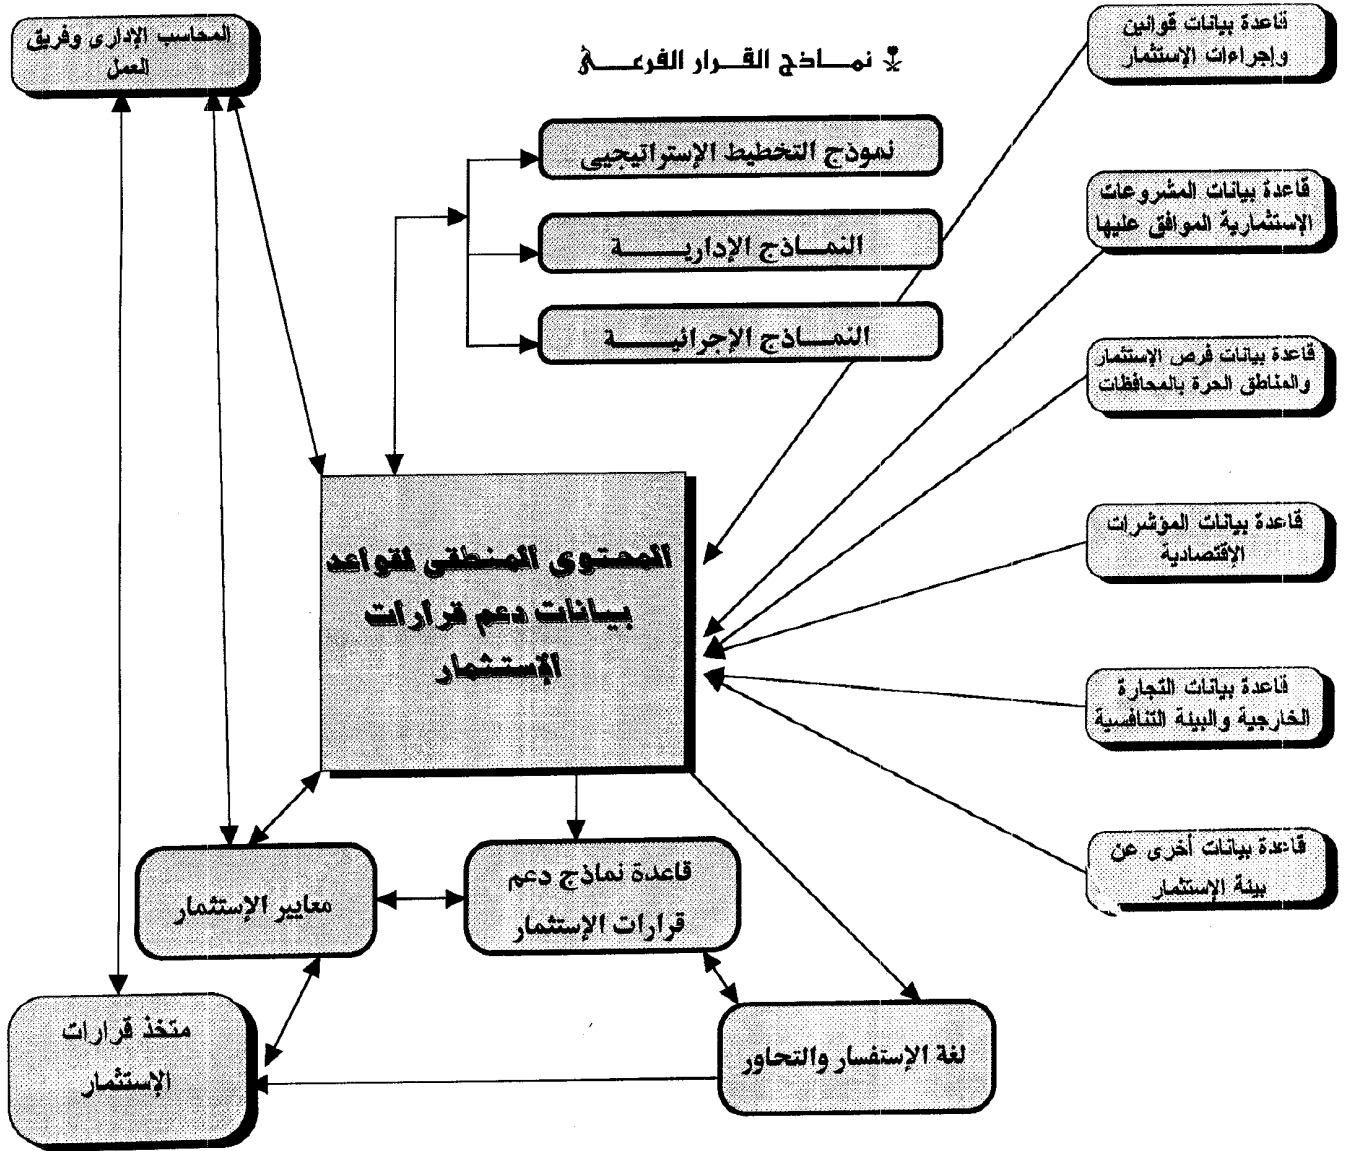 المحاسب الإدارى وفريق
العمل
نمـــاذج القـــرار الفرعـــى
قاعدة بيانات قوانين
وإجراءات الإستثمار
نموذج التخطيط الإستراتيجيى
النمـــاذج الإداريـــــة
النمـــاذج الإجرائيـــــة
قاعدة بيانات المشروعات
الإستثمارية الموافق عليها
قاعدة بيانات فرص الإستثمار
والمناطق الحرة بالمحافظات
قاعدة بيانات المؤشرات
الإقتصادية
قاعدة بيانات التجارة
الخارجية والبيئة التنافسية
قاعدة بيانات أخرى عن
بيئة الإستثمار
المحتوى المنطقى لقواعد
بيـانات دعم قرارات
الإستثمار
معايير الإستثمار
قاعدة نماذج دعم
قرارات الإستثمار
متخذ قرارات
الإستثمار
لغة الإستفسار والتحاور